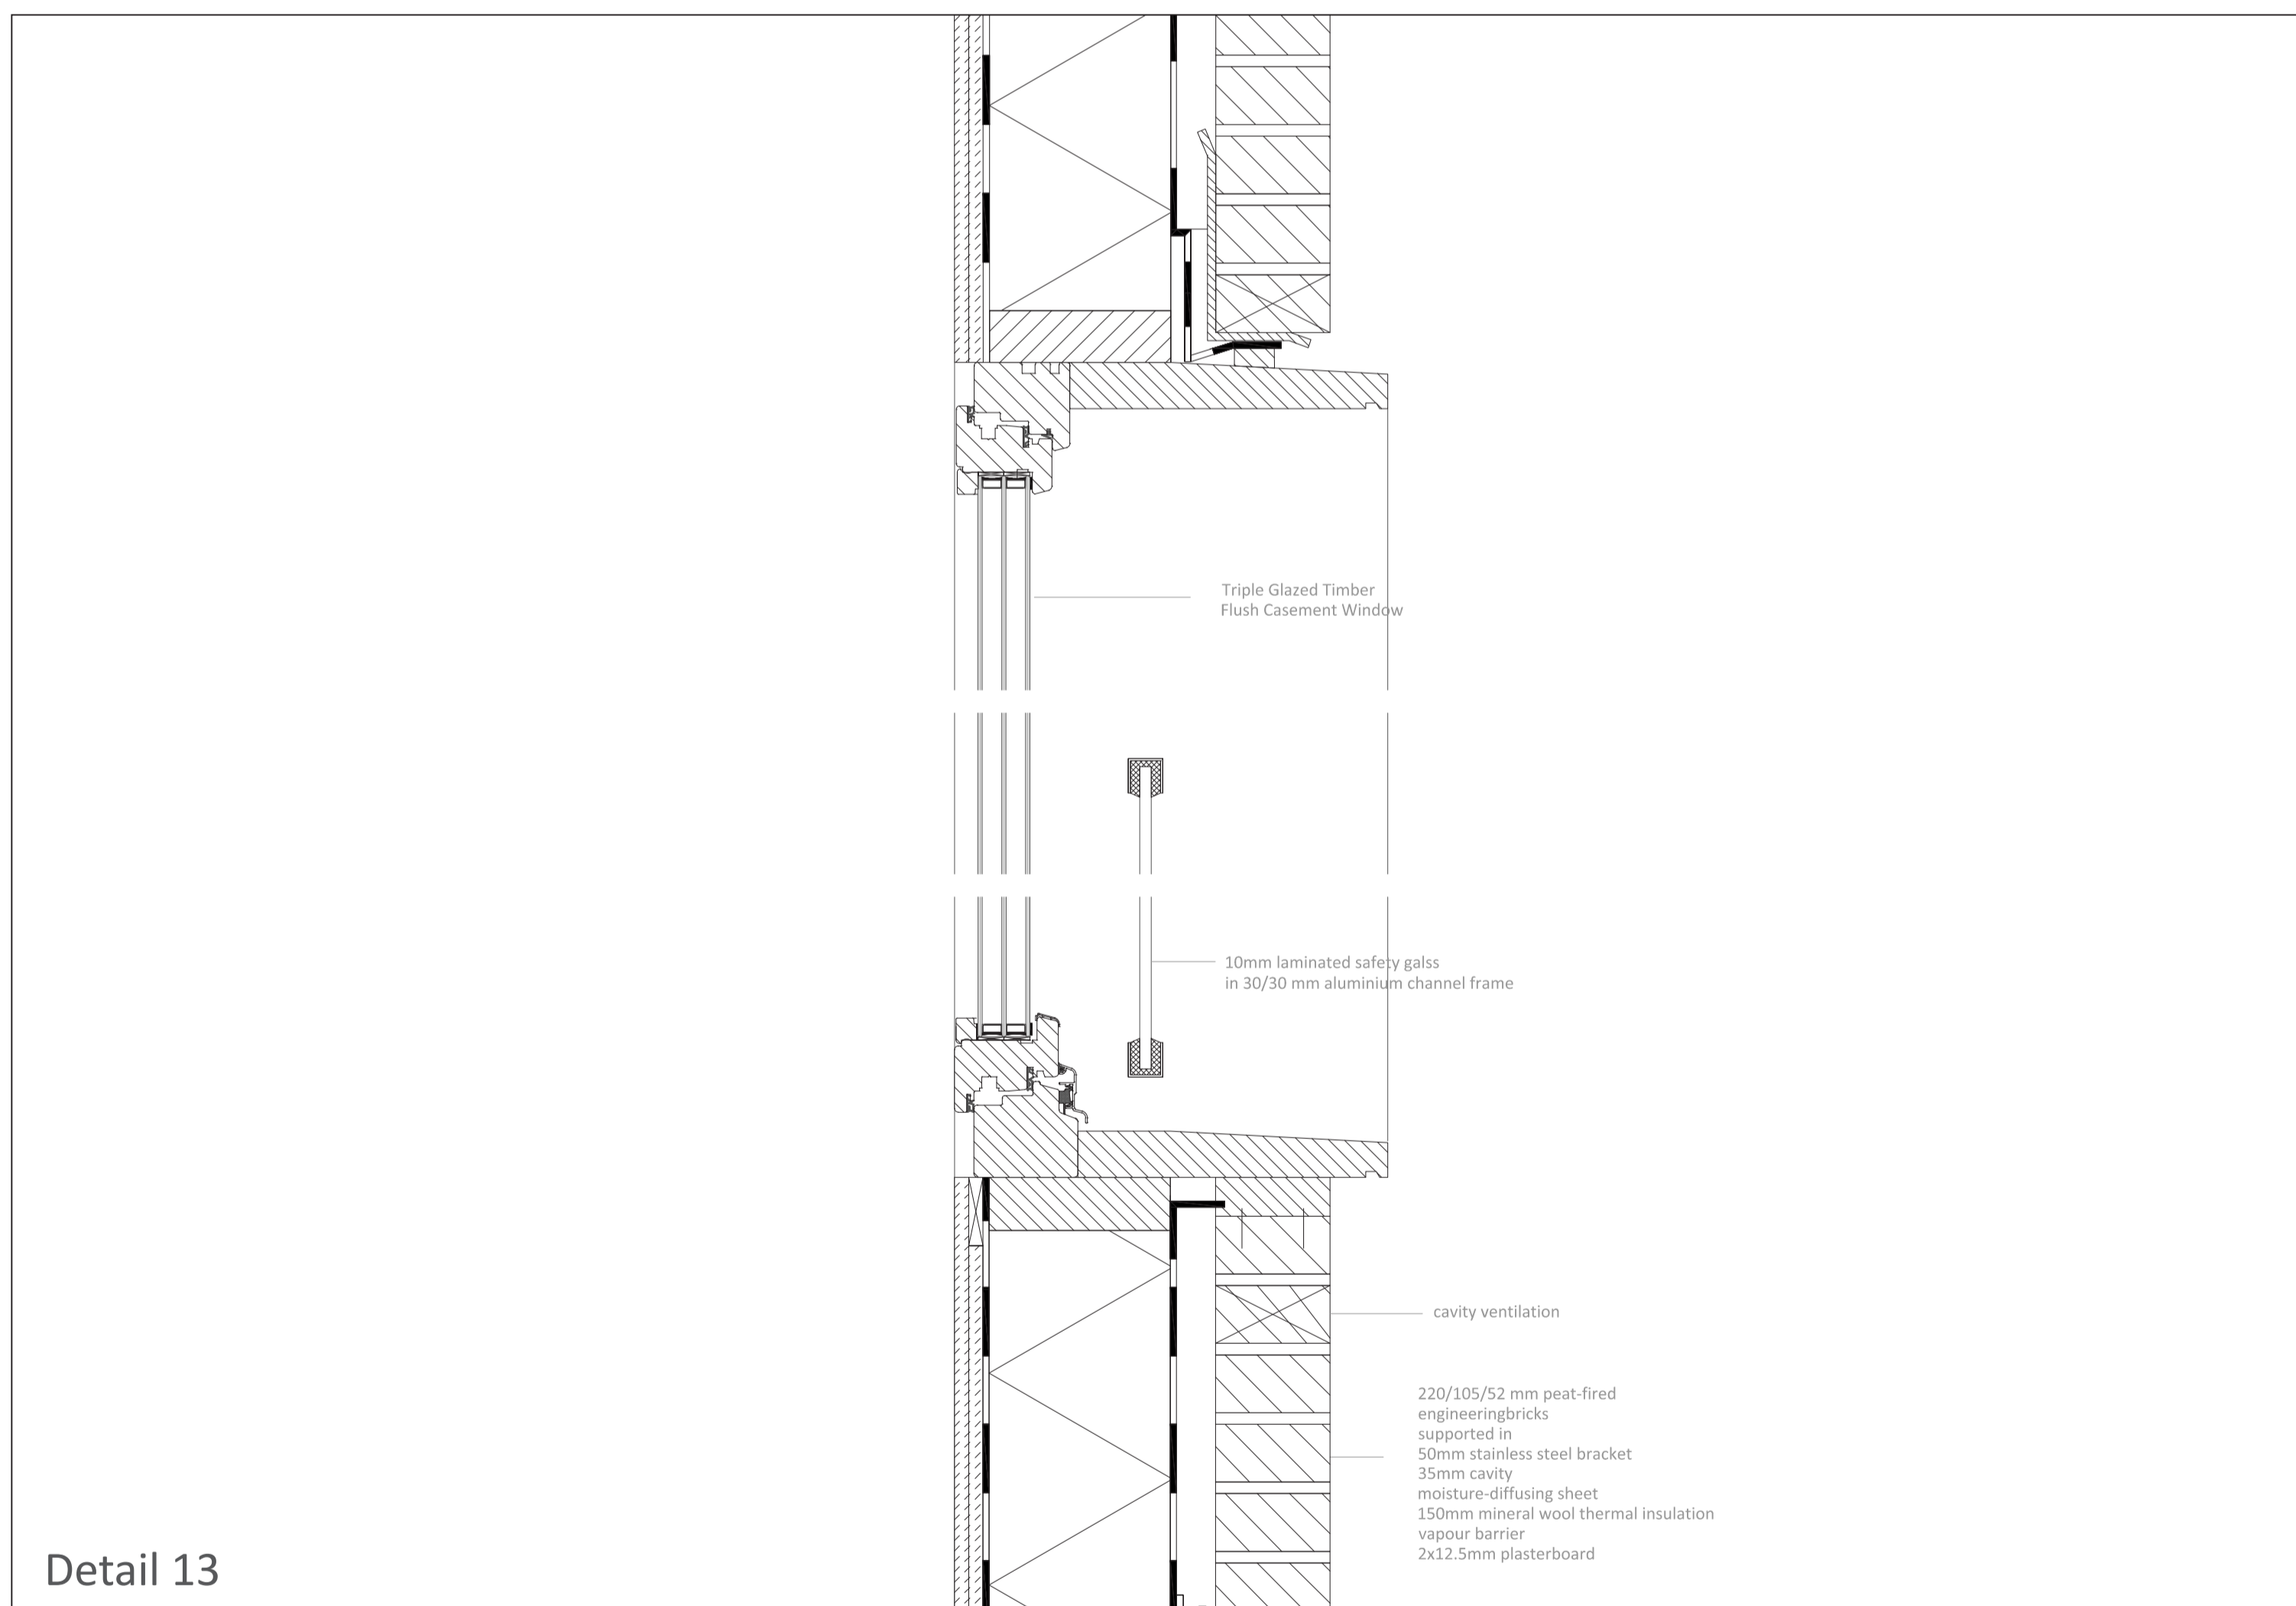 Triple Glazed Timber
Flush Casement Window
10mm laminated safety galss
in 30/30 mm aluminium channel frame
cavity ventilation
220/105/52 mm peat-fired
engineeringbricks
supported in
50mm stainless steel bracket
35mm cavity
moisture-diffusing sheet
150mm mineral wool thermal insulation
vapour barrier
2x12.5mm plasterboard
Detail 13